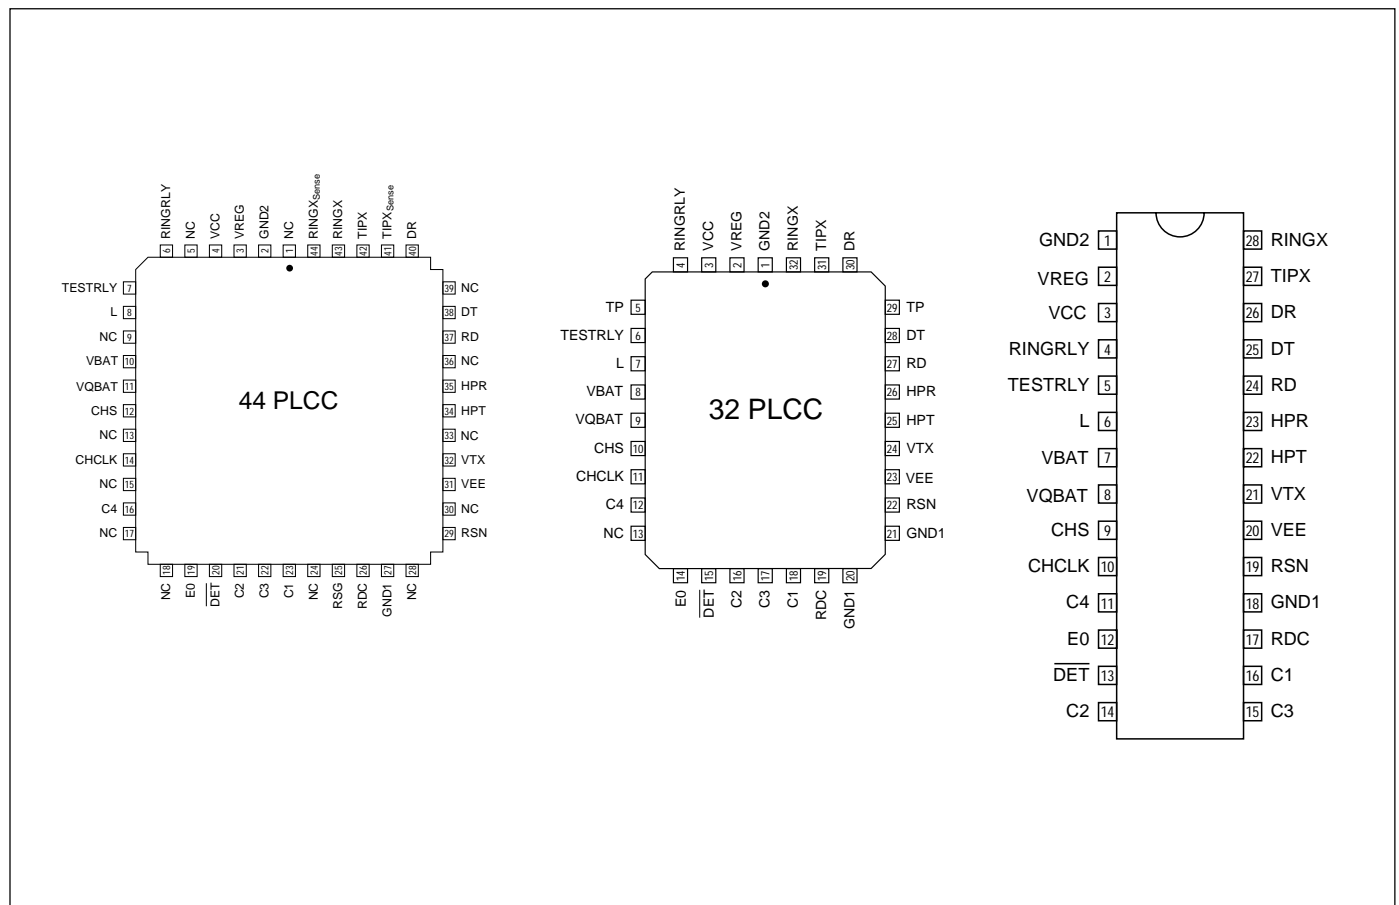 RINGRLY
NC
VCC
VREG
GND2
NC
RINGXSense
RINGX
TIPX
TIPXSense
DR
6
5
4
3
2
1
44
43
42
41
40
TESTRLY 7
L 8
NC 9
VBAT 10
VQBAT 11
CHS 12
NC 13
CHCLK 14
NC 15
C4 16
NC 17
44 PLCC
39 NC
38 DT
37 RD
36 NC
35 HPR
34 HPT
33 NC
32 VTX
31 VEE
30 NC
29 RSN
18
19
20
21
22
23
24
25
26
27
28
NC
E0
DET
C2
C3
C1
NC
RSG
RDC
GND1
NC
RINGRLY
VCC
VREG
GND2
RINGX
TIPX
DR
4
3
2
1
32
31
30
TP 5
TESTRLY 6
L 7
VBAT 8
VQBAT 9
CHS 10
CHCLK 11
C4 12
NC 13
32 PLCC
29 TP
28 DT
27 RD
26 HPR
25 HPT
24 VTX
23 VEE
22 RSN
21 GND1
14
15
16
17
18
19
20
E0
DET
C2
C3
C1
RDC
GND1
GND2 1
VREG 2
VCC 3
RINGRLY 4
TESTRLY 5
L 6
VBAT 7
VQBAT 8
CHS 9
CHCLK 10
C4 11
E0 12
DET 13
C2 14
28 RINGX
27 TIPX
26 DR
25 DT
24 RD
23 HPR
22 HPT
21 VTX
20 VEE
19 RSN
18 GND1
17 RDC
16 C1
15 C3